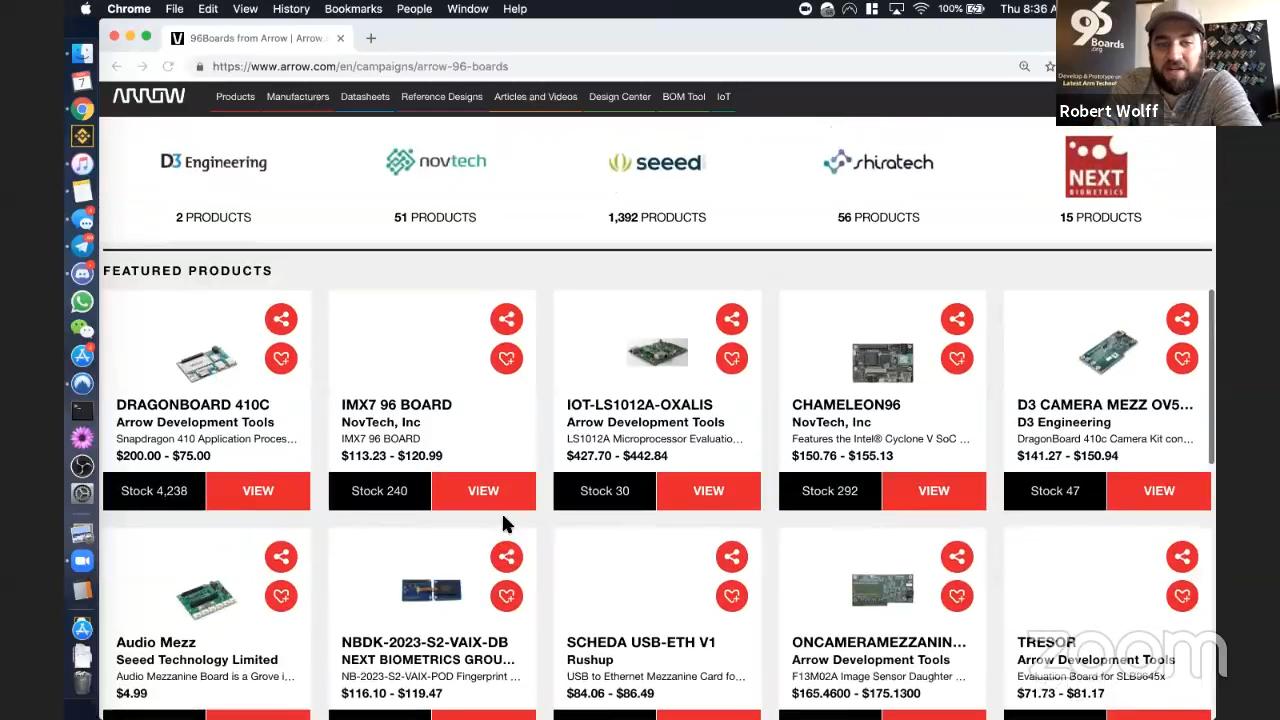 Chrome File Edit View History Bookmarks People Window Help 100% Thu 8:36 A
96Boards from Arrow | Arrow.
https://www.arrow.com/en/campaigns/arrow-96-boards
96
Boards
.org
Develop & Prototype on
Latest Arm Technol
Robert Wolff
ARROW Products Manufacturers Datasheets Reference Designs Articles and Videos Design Center BOM Tool IoT
D3 Engineering novtech seeed shiratech NEXT
BIOMETRICS
2 PRODUCTS 51 PRODUCTS 1,392 PRODUCTS 56 PRODUCTS 15 PRODUCTS
FEATURED PRODUCTS
DRAGONBOARD 410C IMX7 96 BOARD IOT-LS1012A-OXALIS CHAMELEON96 D3 CAMERA MEZZ OV5...
Arrow Development Tools NovTech, Inc Arrow Development Tools NovTech, Inc D3 Engineering
Snapdragon 410 Application Proces... IMX7 96 BOARD LS1012A Microprocessor Evaluatio... Features the Intel® Cyclone V SoC ... DragonBoard 410c Camera Kit con...
$200.00 - $75.00 $113.23 - $120.99 $427.70 - $442.84 $150.76 - $155.13 $141.27 - $150.94
Stock 4,238 VIEW Stock 240 VIEW Stock 30 VIEW Stock 292 VIEW Stock 47 VIEW
Audio Mezz NBDK-2023-S2-VAIX-DB SCHEDA USB-ETH V1 ONCAMERAMEZZANIN... TRESOR
Seeed Technology Limited NEXT BIOMETRICS GROU... Rushup Arrow Development Tools Arrow Development Tools
Audio Mezzanine Board is a Grove i... NB-2023-S2-VAIX-POD Fingerprint ... USB to Ethernet Mezzanine Card fo... F13M02A Image Sensor Daughter ... Evaluation Board for SLB9645x
$4.99 $116.10 - $119.47 $84.06 - $86.49 $165.4600 - $175.1300 $71.73 - $81.17
zoom